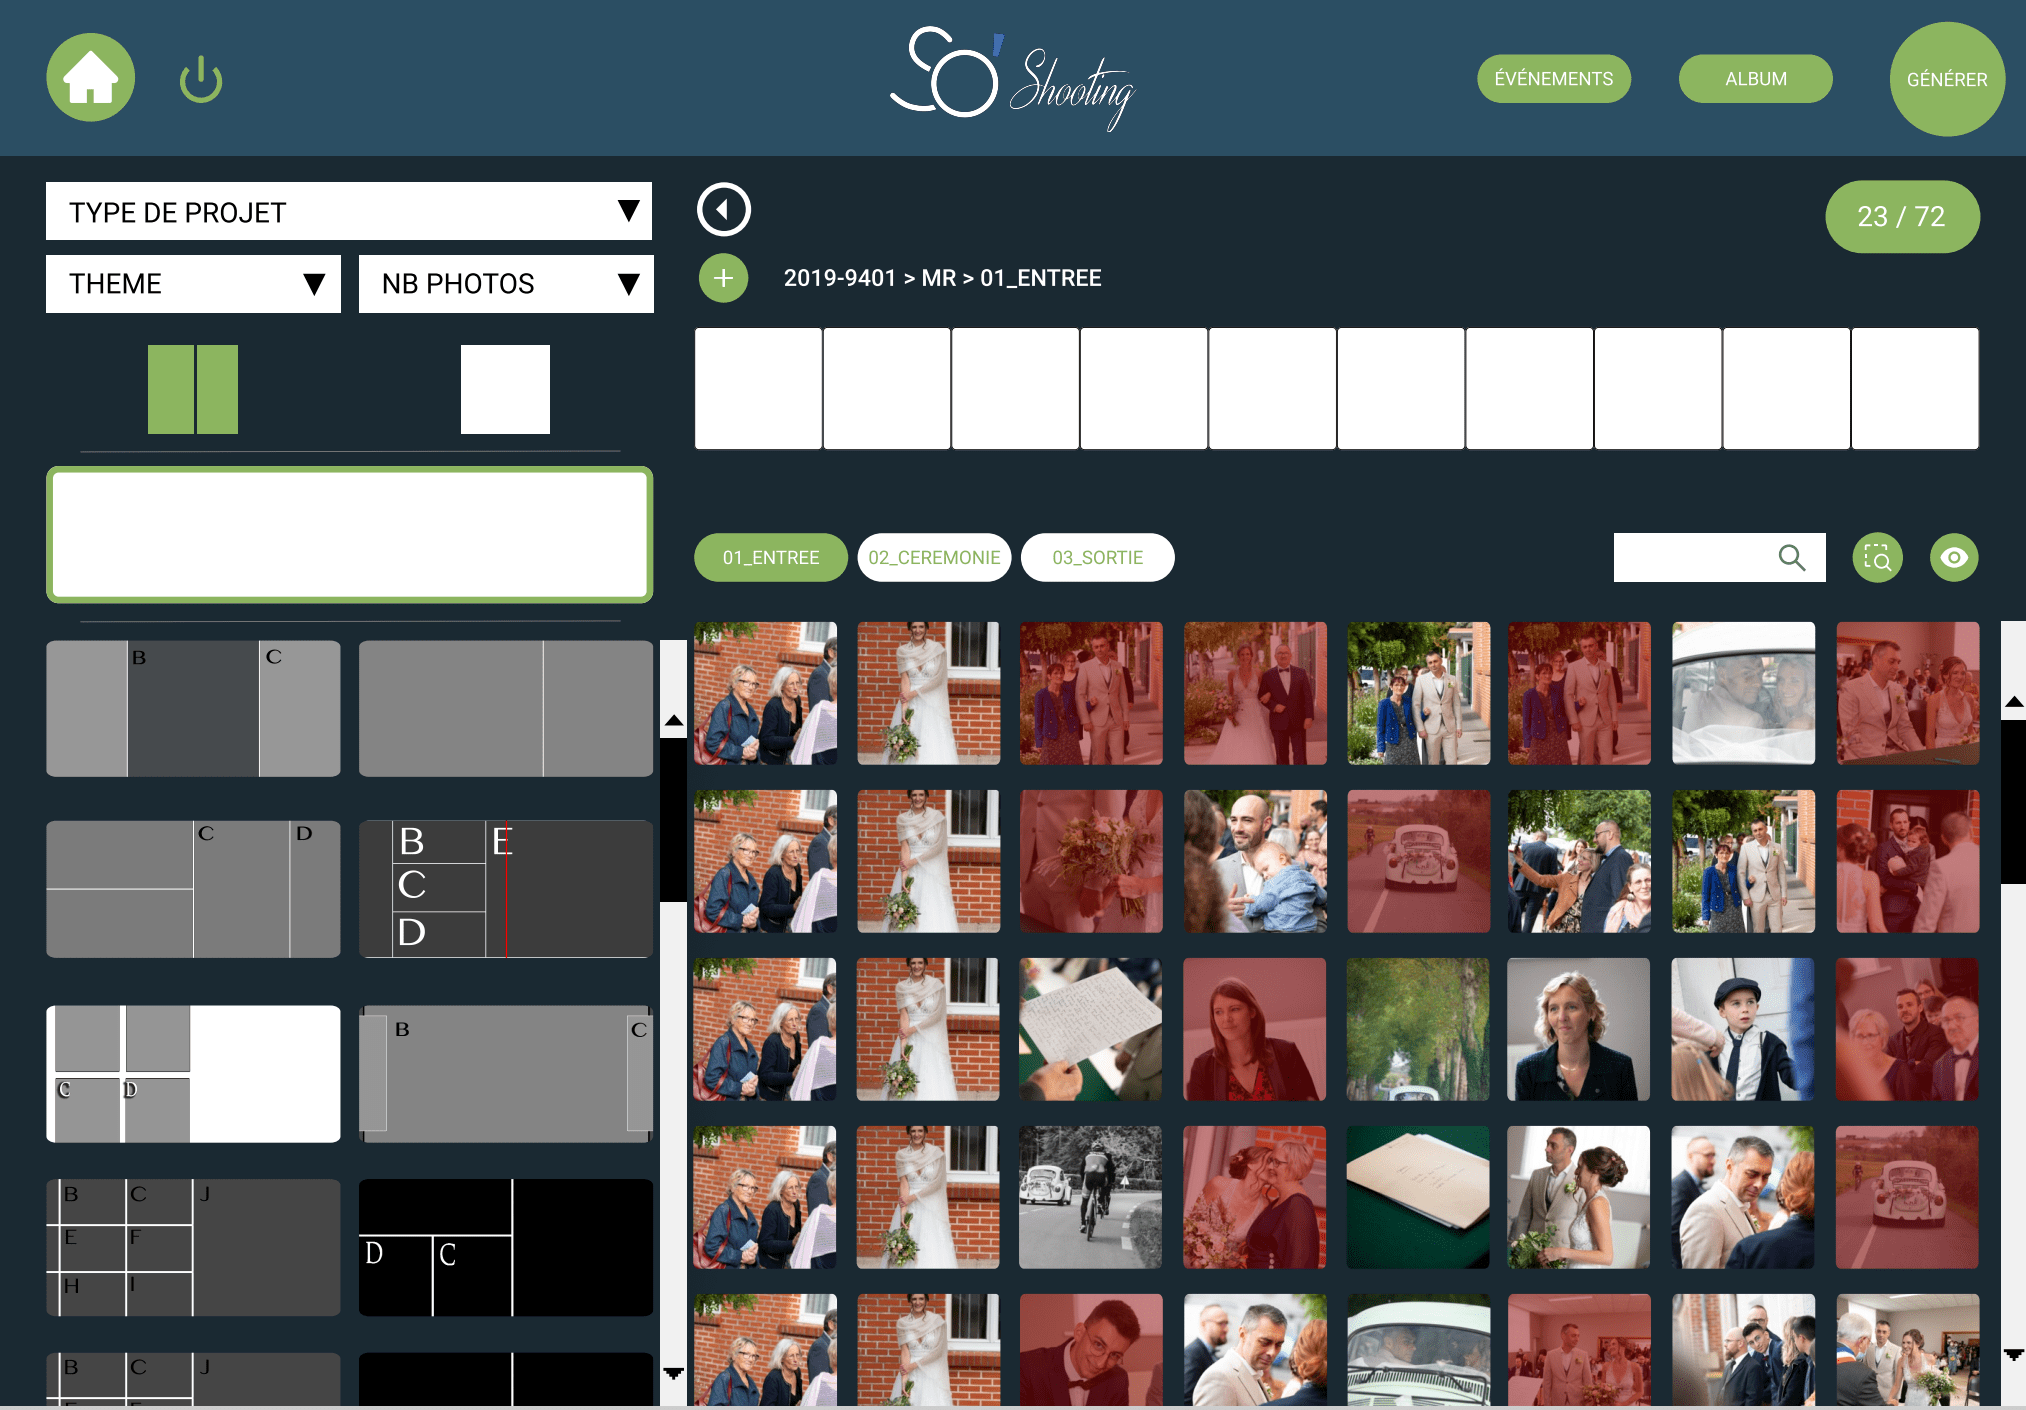 SO' Shooting
ÉVÉNEMENTS
ALBUM
GÉNÉRER
TYPE DE PROJET
THEME
NB PHOTOS
23 / 72
2019-9401 > MR > 01_ENTREE
01_ENTREE
02_CEREMONIE
03_SORTIE
B
C
C
D
B
E
C
D
C
D
B
C
B
C
J
E
F
H
I
D
C
B
C
J